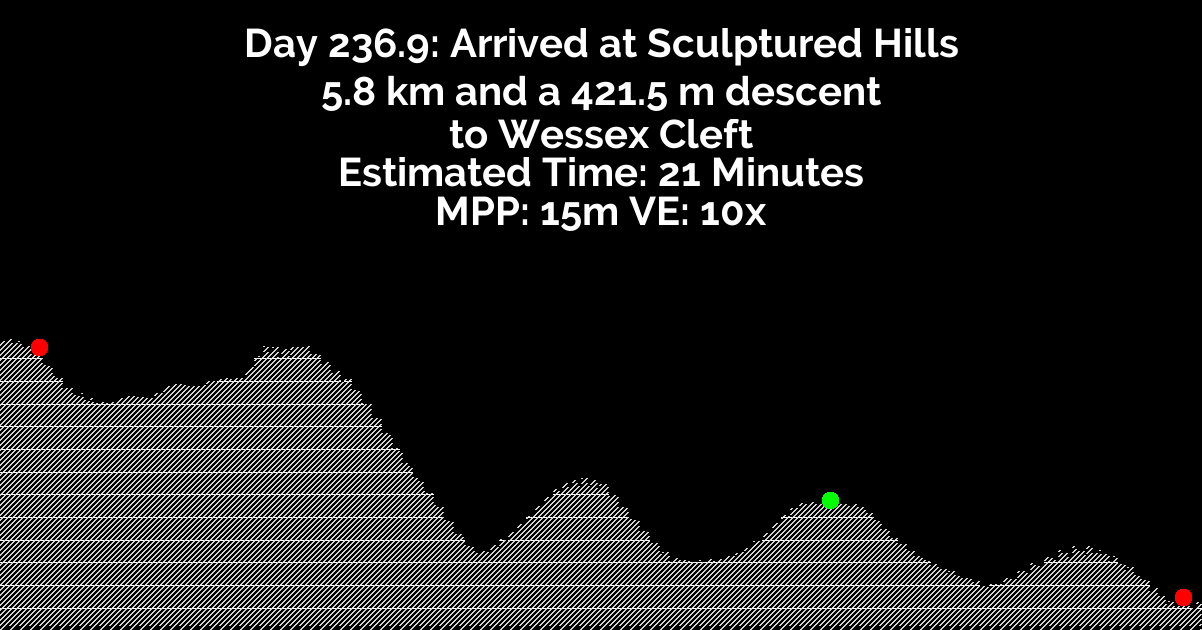 Day 236.9: Arrived at Sculptured Hills
5.8 km and a 421.5 m descent
to Wessex Cleft
Estimated Time: 21 Minutes
MPP: 15m VE: 10x